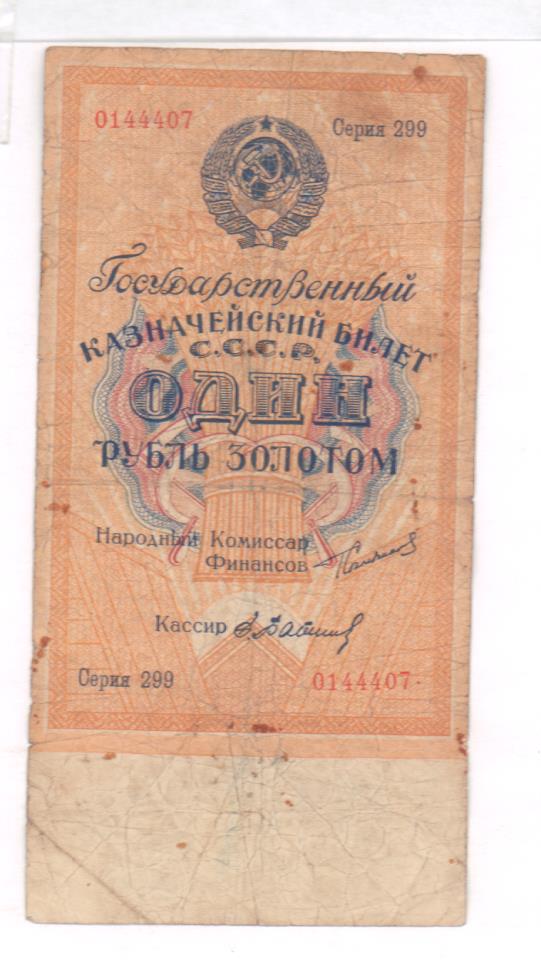 0144407
Серия 299
Государственный
КАЗНАЧЕЙСКИЙ БИЛЕТ
С.С.С.Р.
ОДИН
РУБЛЬ ЗОЛОТОМ
Народный Комиссар
Финансов
Кассир
Серия 299
0144407